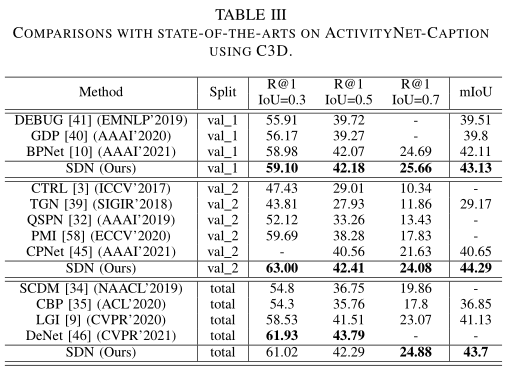 TABLE III
COMPARISONS WITH STATE-OF-THE-ARTS ON ACTIVITYNET-CAPTION
USING C3D.
Method Split R@1 IoU=0.3 R@1 IoU=0.5 R@1 IoU=0.7 mIoU
DEBUG [41] (EMNLP'2019) val_1 55.91 39.72 - 39.51
GDP [40] (AAAI'2020) val_1 56.17 39.27 - 39.8
BPNet [10] (AAAI'2021) val_1 58.98 42.07 24.69 42.11
SDN (Ours) val_1 59.10 42.18 25.66 43.13
CTRL [3] (ICCV'2017) val_2 47.43 29.01 10.34 -
TGN [39] (SIGIR'2018) val_2 43.81 27.93 11.86 29.17
QSPN [32] (AAAI'2019) val_2 52.12 33.26 13.43 -
PMI [58] (ECCV'2020) val_2 59.69 38.28 17.83 -
CPNet [45] (AAAI'2021) val_2 - 40.56 21.63 40.65
SDN (Ours) val_2 63.00 42.41 24.08 44.29
SCDM [34] (NAACL'2019) total 54.8 36.75 19.86 -
CBP [35] (ACL'2020) total 54.3 35.76 17.8 36.85
LGI [9] (CVPR'2020) total 58.53 41.51 23.07 41.13
DeNet [46] (CVPR'2021) total 61.93 43.79 - -
SDN (Ours) total 61.02 42.29 24.88 43.7